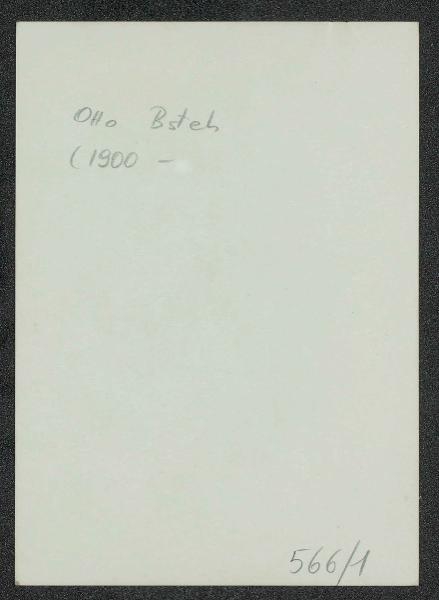 Otto Bsteh
(1900 –
566/1